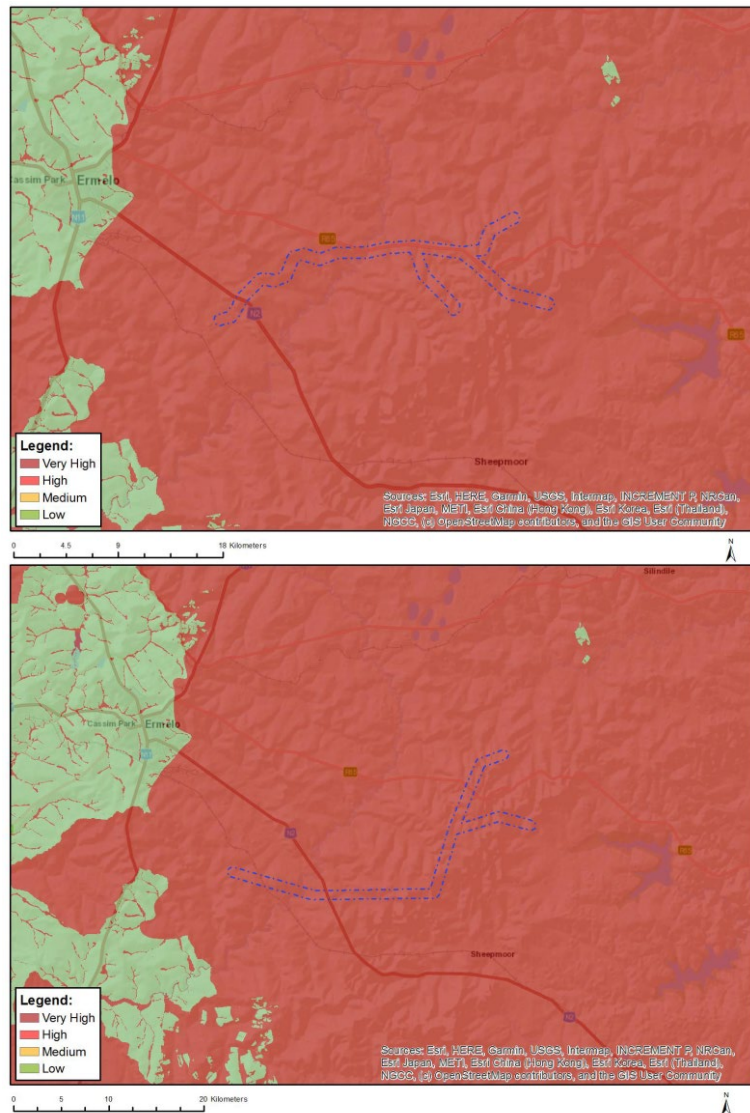 Cassim Park
Ermelo
N11
N2
Sheepmoor
Legend:
Very High
High
Medium
Low
Sources: Esri, HERE, Garmin, USGS, Intermap, INCREMENT P, NRCan,
Esri Japan, METI, Esri China (Hong Kong), Esri Korea, Esri (Thailand),
NGCC, (c) OpenStreetMap contributors, and the GIS User Community
0 4.5 9 18 Kilometers
N
Silindile
Cassim Park
Ermelo
N2
Sheepmoor
N2
Legend:
Very High
High
Medium
Low
Sources: Esri, HERE, Garmin, USGS, Intermap, INCREMENT P, NRCan,
Esri Japan, METI, Esri China (Hong Kong), Esri Korea, Esri (Thailand),
NGCC, (c) OpenStreetMap contributors, and the GIS User Community
0 5 10 20 Kilometers
N